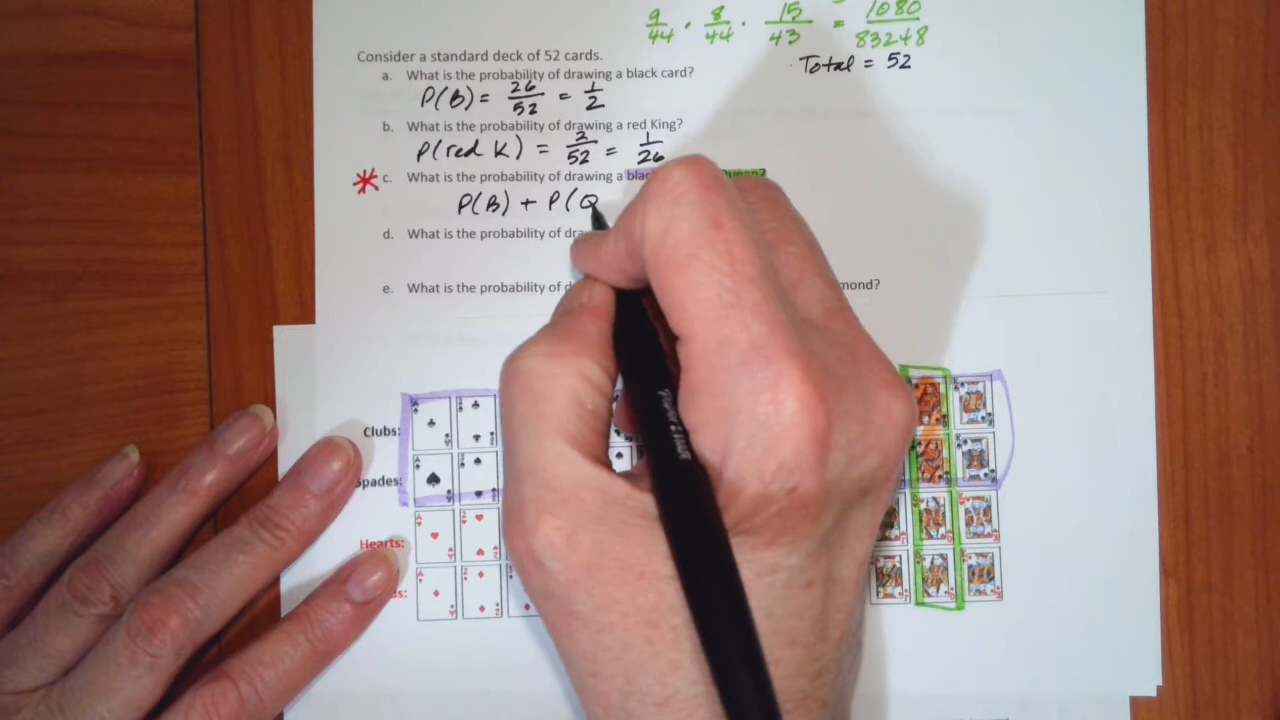 9/44 · 8/44 · 15/43 = 1080/83248
Consider a standard deck of 52 cards.
Total = 52
a. What is the probability of drawing a black card?
P(B) = 26/52 = 1/2
b. What is the probability of drawing a red King?
P(red K) = 2/52 = 1/26
* c. What is the probability of drawing a Queen?
P(B) + P(Q
d. What is the probability of
e. What is the probability of
Clubs:
Spades:
Hearts: